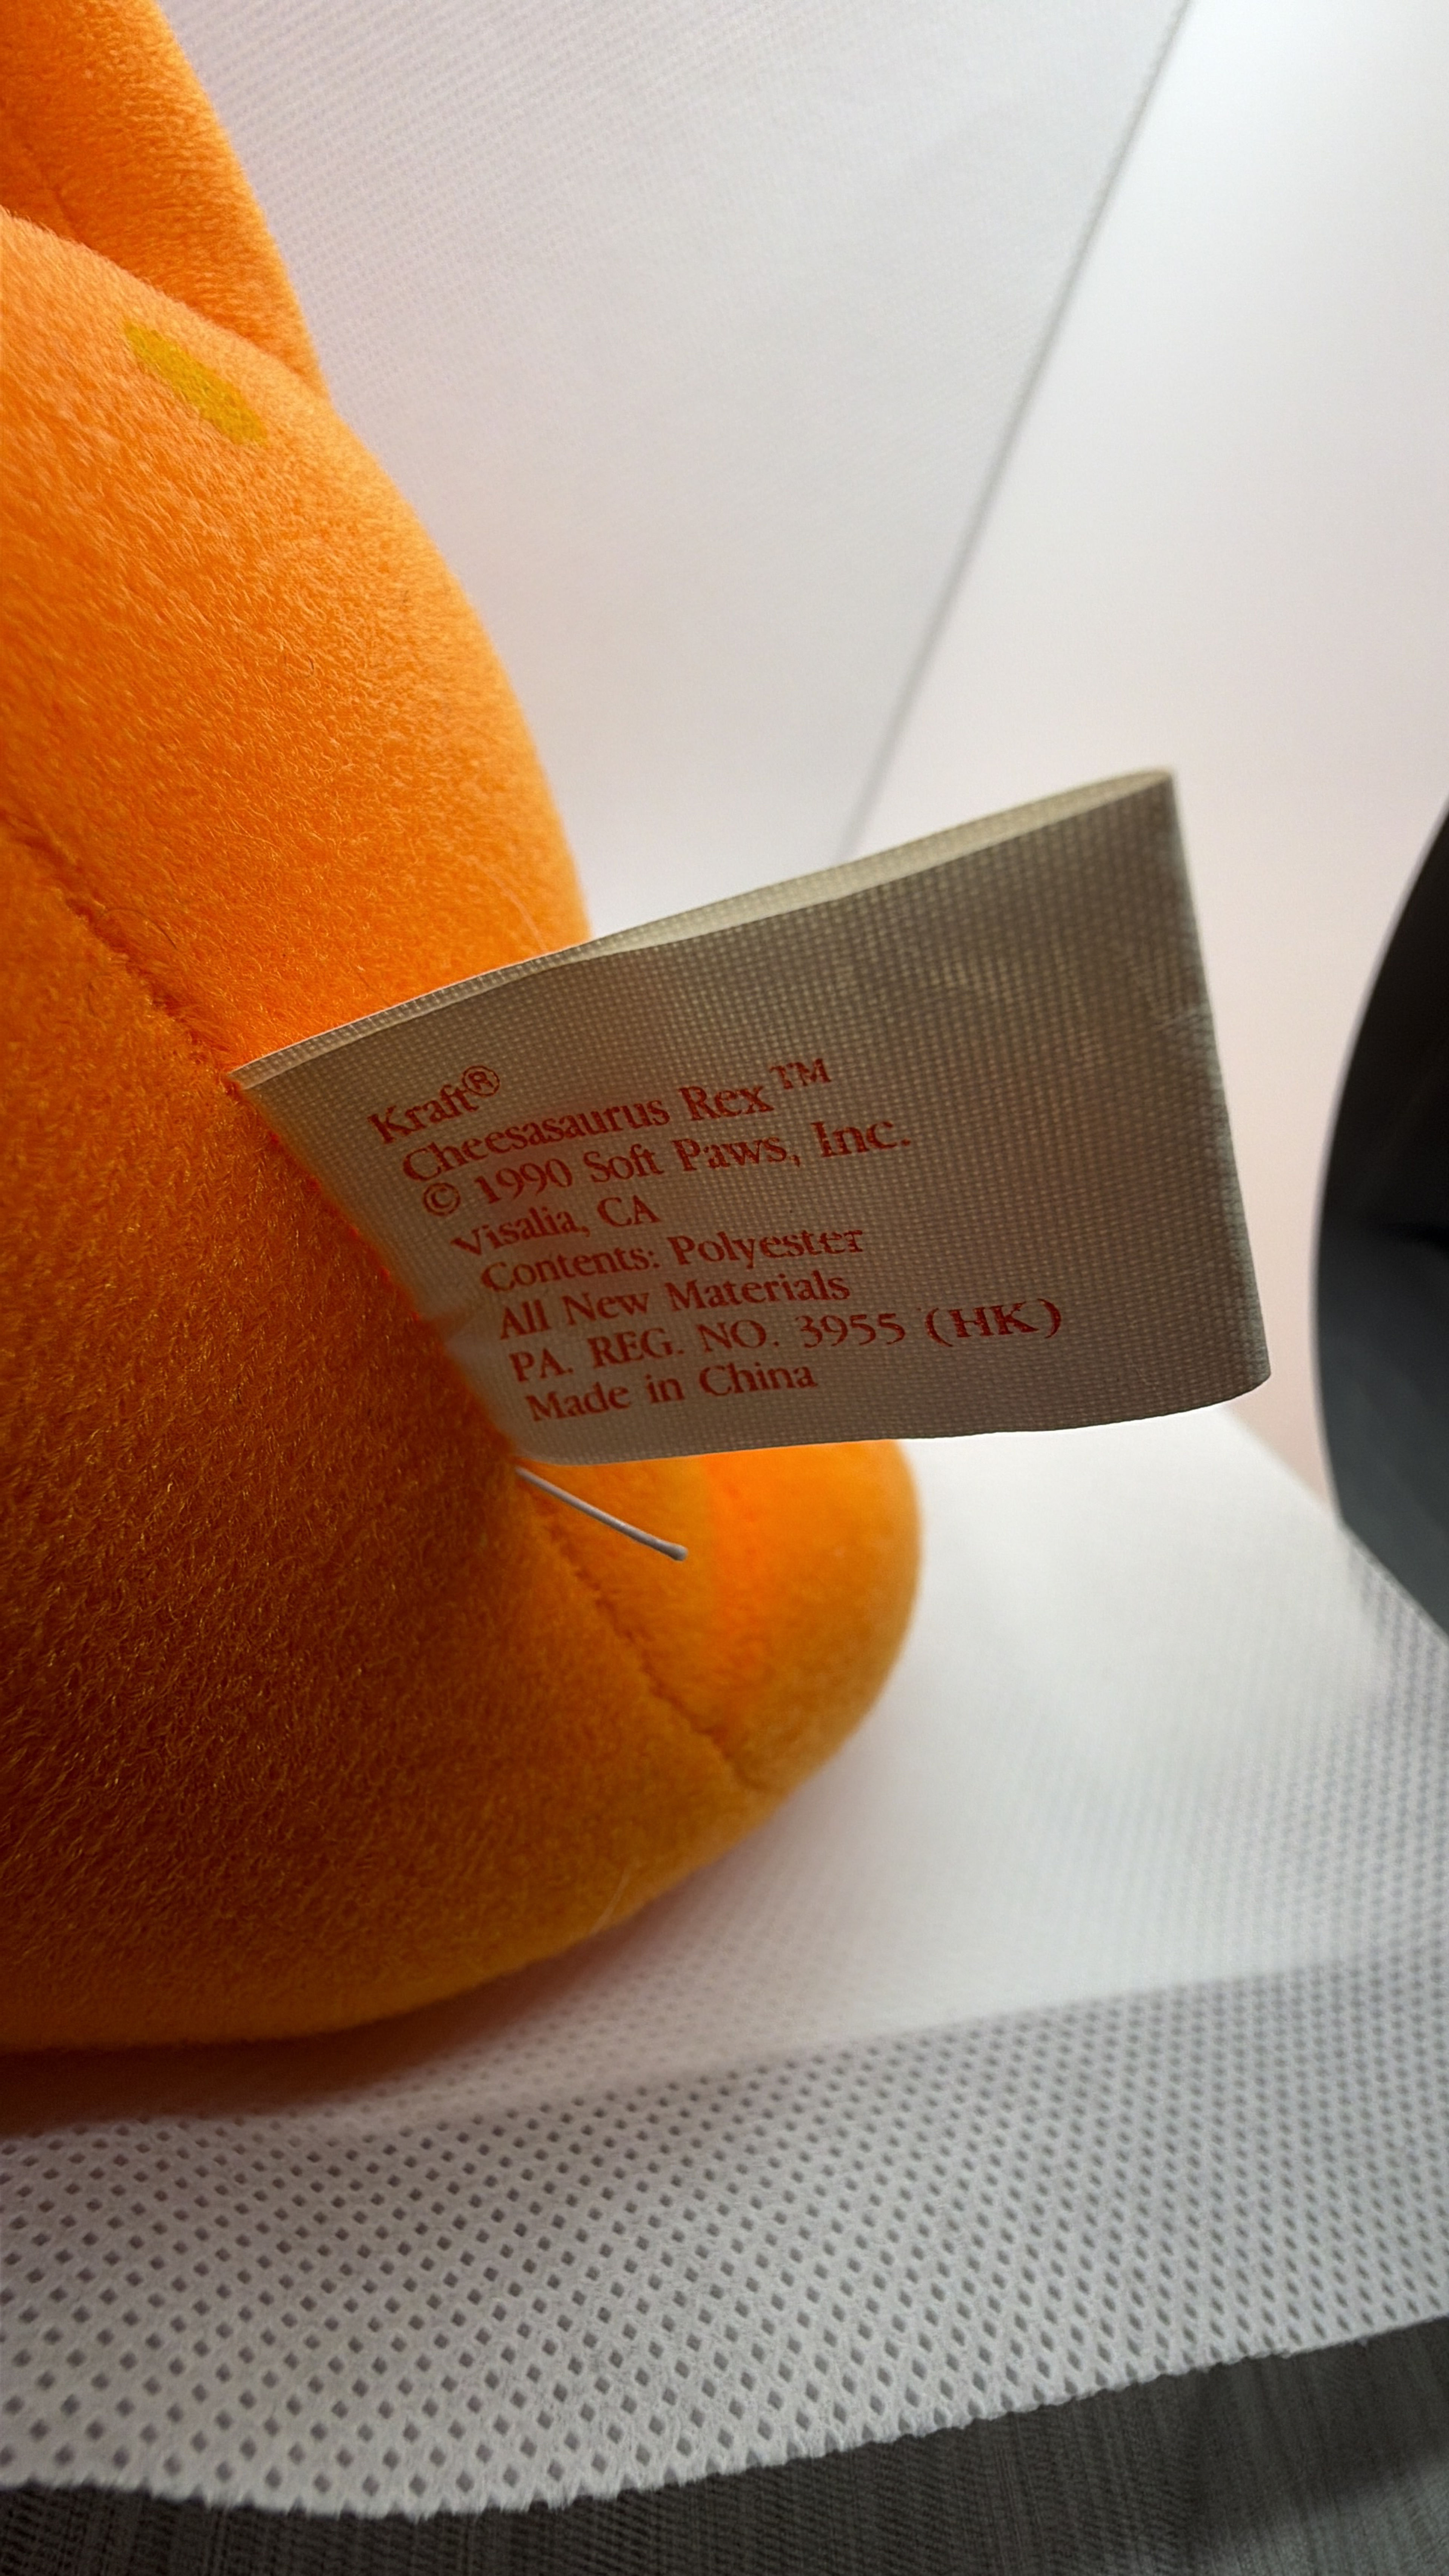 Kraft®
Cheesasaurus Rex™
© 1990 Soft Paws, Inc.
Visalia, CA
Contents: Polyester
All New Materials
PA. REG. NO. 3955 (HK)
Made in China